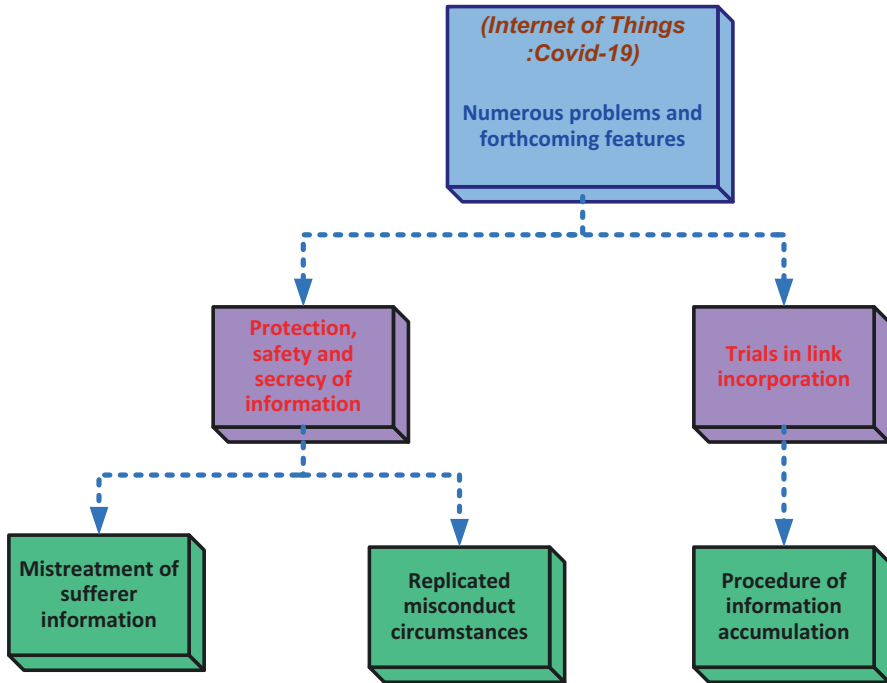 (Internet of Things
:Covid-19)
Numerous problems and
forthcoming features
Protection,
safety and
secrecy of
information
Trials in link
incorporation
Mistreatment of
sufferer
information
Replicated
misconduct
circumstances
Procedure of
information
accumulation